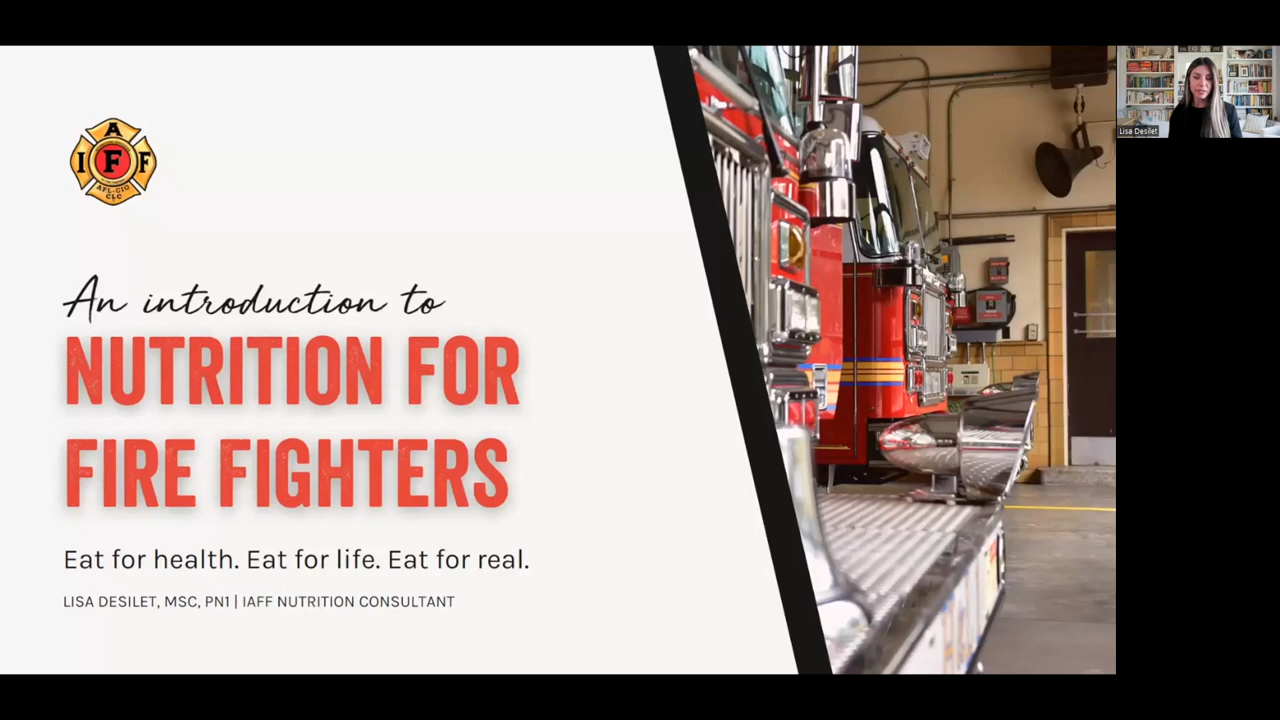 A
I F F
AFL-CIO
CLC
An introduction to
NUTRITION FOR
FIRE FIGHTERS
Eat for health. Eat for life. Eat for real.
LISA DESILET, MSC, PN1 | IAFF NUTRITION CONSULTANT
Lisa Desilet